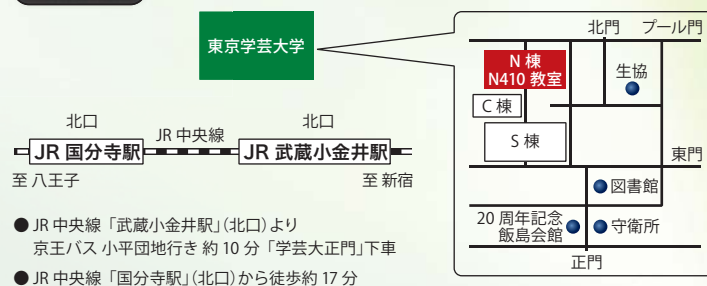 東京学芸大学
北口
北口
JR 中央線
JR 国分寺駅
JR 武蔵小金井駅
至 八王子
至 新宿
● JR 中央線「武蔵小金井駅」(北口)より
京王バス 小平団地行き 約 10 分「学芸大正門」下車
● JR 中央線「国分寺駅」(北口)から徒歩約 17 分
北門
プール門
N 棟
N410 教室
生協
C 棟
S 棟
東門
図書館
20 周年記念
飯島会館
守衛所
正門